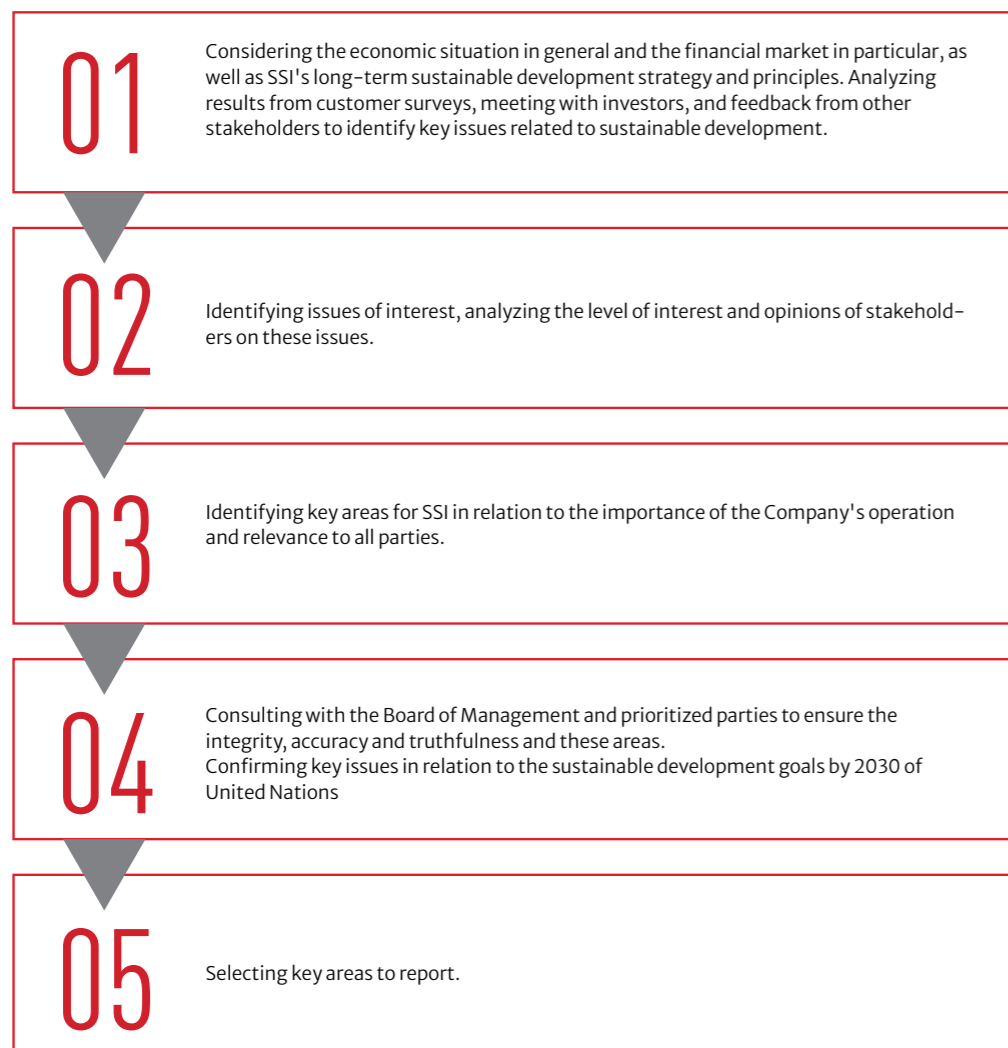 01
Considering the economic situation in general and the financial market in particular, as
well as SSI's long-term sustainable development strategy and principles. Analyzing
results from customer surveys, meeting with investors, and feedback from other
stakeholders to identify key issues related to sustainable development.
02
Identifying issues of interest, analyzing the level of interest and opinions of stakehold-
ers on these issues.
03
Identifying key areas for SSI in relation to the importance of the Company's operation
and relevance to all parties.
04
Consulting with the Board of Management and prioritized parties to ensure the
integrity, accuracy and truthfulness and these areas.
Confirming key issues in relation to the sustainable development goals by 2030 of
United Nations
05
Selecting key areas to report.